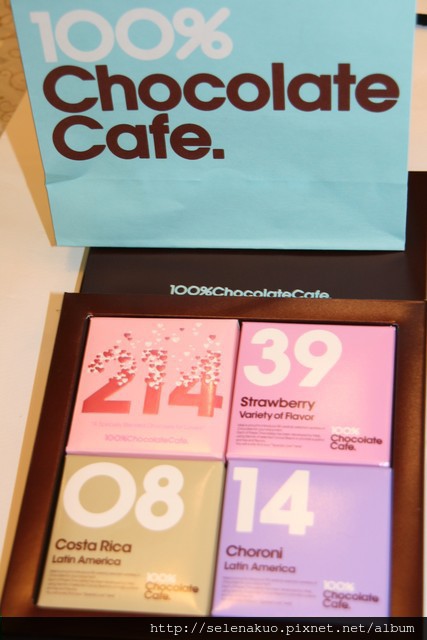 100%
Chocolate
Cafe.
100%ChocolateCafe.
214
100%ChocolateCafe.
39
Strawberry
Variety of Flavor
100%
Chocolate
Cafe.
08
Costa Rica
Latin America
100%
Chocolate
Cafe.
14
Choroni
Latin America
100%
Chocolate
Cafe.
http://selenakuo.pixnet.net/album